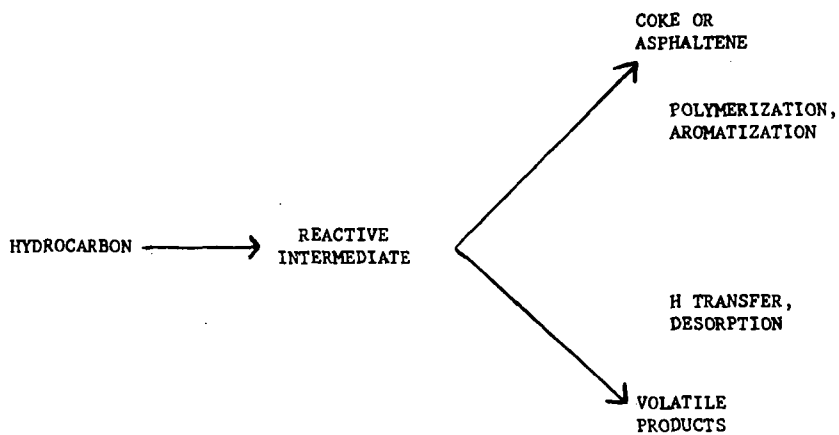 COKE OR
ASPHALTENE
POLYMERIZATION,
AROMATIZATION
HYDROCARBON
REACTIVE
INTERMEDIATE
H TRANSFER,
DESORPTION
VOLATILE
PRODUCTS